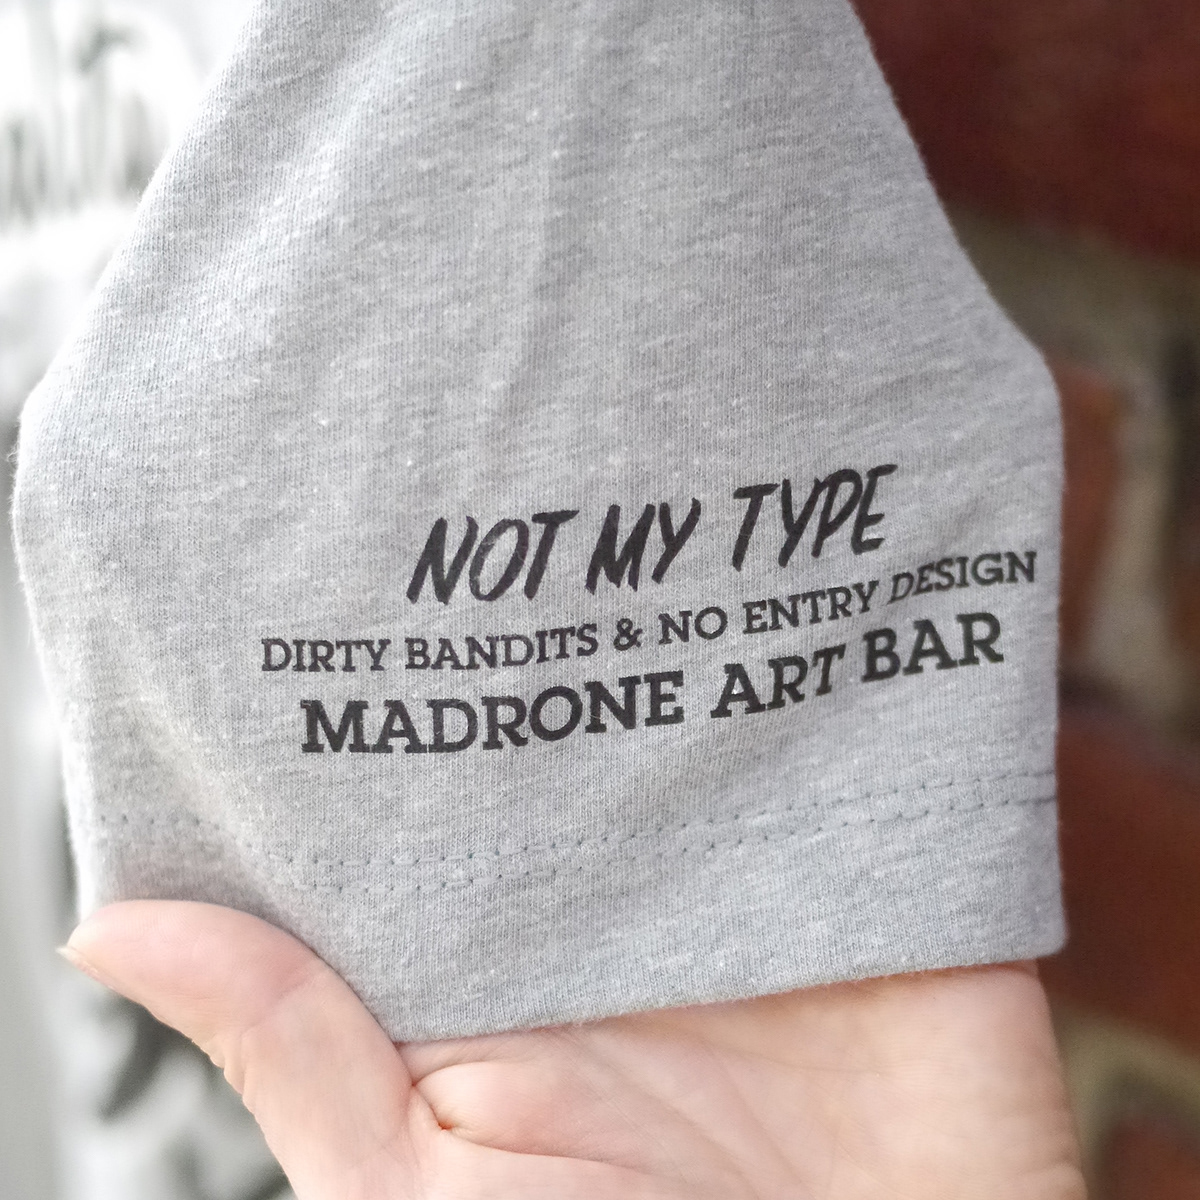 NOT MY TYPE
DIRTY BANDITS & NO ENTRY DESIGN
MADRONE ART BAR